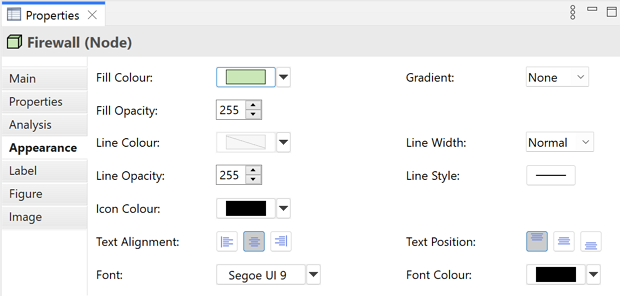 Properties
Firewall (Node)
Main
Properties
Analysis
Appearance
Label
Figure
Image
Fill Colour:
Gradient: None
Fill Opacity: 255
Line Colour:
Line Width: Normal
Line Opacity: 255
Line Style:
Icon Colour:
Text Alignment:
Text Position:
Font: Segoe UI 9
Font Colour: